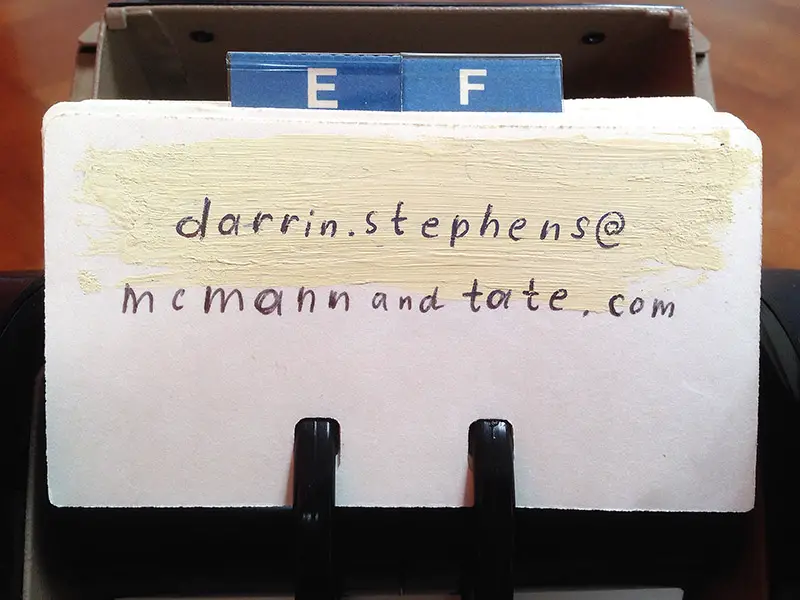 E F
darrin.stephens@
mcmannandtate.com